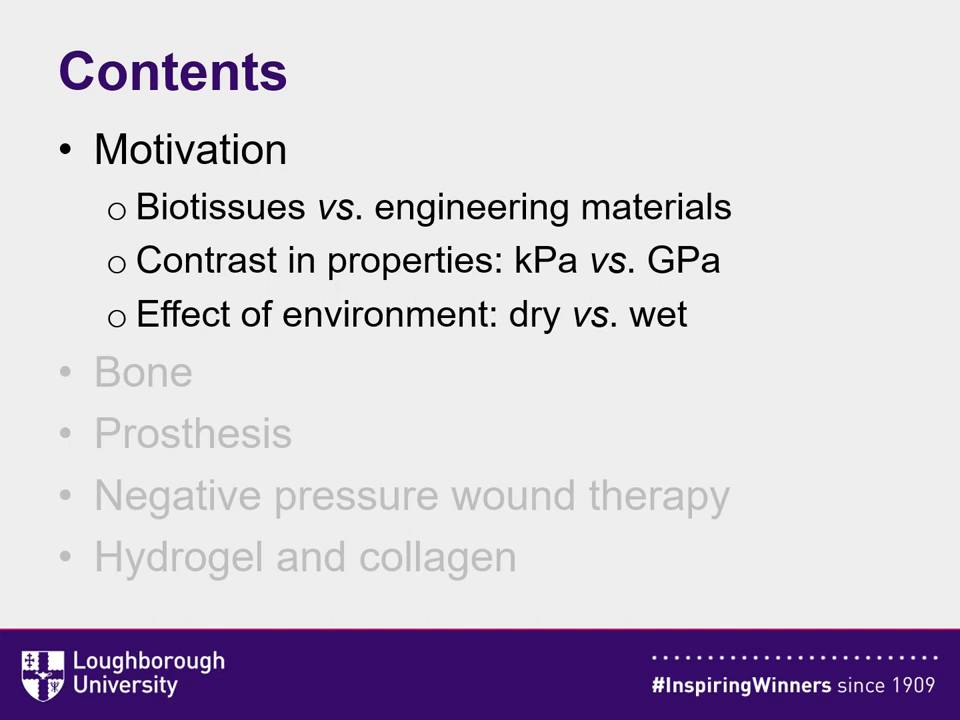 Contents
• Motivation
o Biotissues vs. engineering materials
o Contrast in properties: kPa vs. GPa
o Effect of environment: dry vs. wet
• Bone
• Prosthesis
• Negative pressure wound therapy
• Hydrogel and collagen
Loughborough
University
#InspiringWinners since 1909